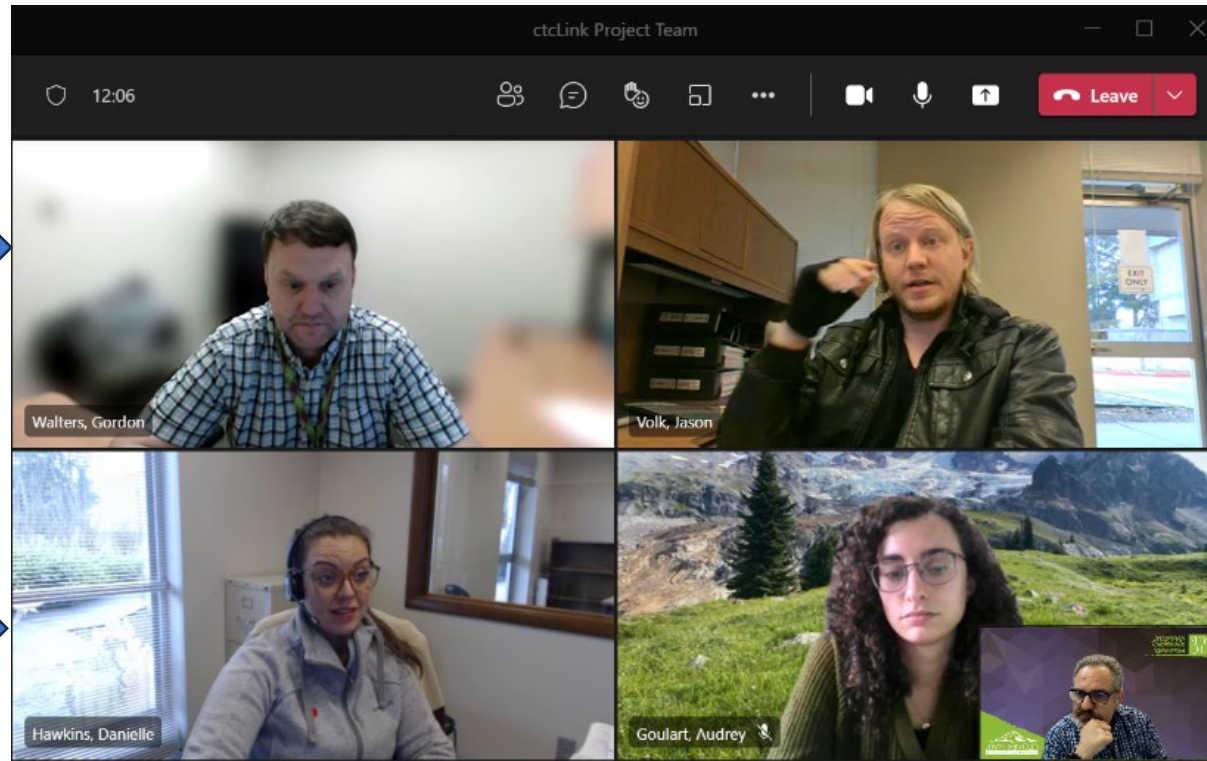 ctcLink Project Team
12:06
Leave
EXIT
ONLY
Walters, Gordon
Volk, Jason
Hawkins, Danielle
Goulart, Audrey